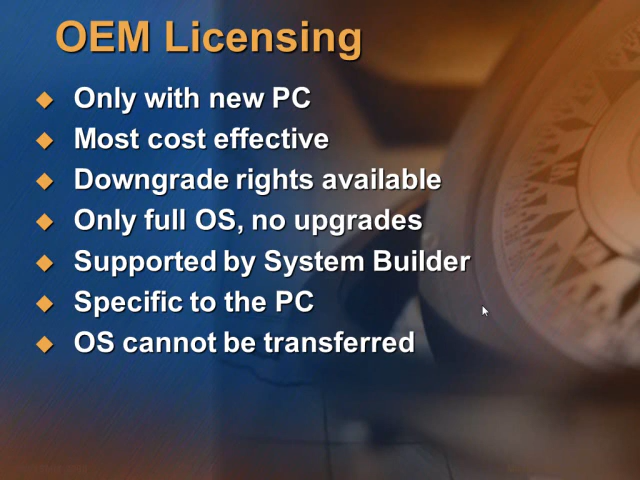 OEM Licensing
Only with new PC
Most cost effective
Downgrade rights available
Only full OS, no upgrades
Supported by System Builder
Specific to the PC
OS cannot be transferred